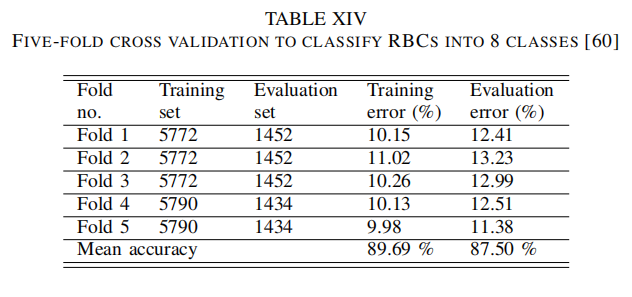 TABLE XIV
FIVE-FOLD CROSS VALIDATION TO CLASSIFY RBCS INTO 8 CLASSES [60]
Fold Training Evaluation Training Evaluation
no. set set error (%) error (%)
Fold 1 5772 1452 10.15 12.41
Fold 2 5772 1452 11.02 13.23
Fold 3 5772 1452 10.26 12.99
Fold 4 5790 1434 10.13 12.51
Fold 5 5790 1434 9.98 11.38
Mean accuracy 89.69 % 87.50 %